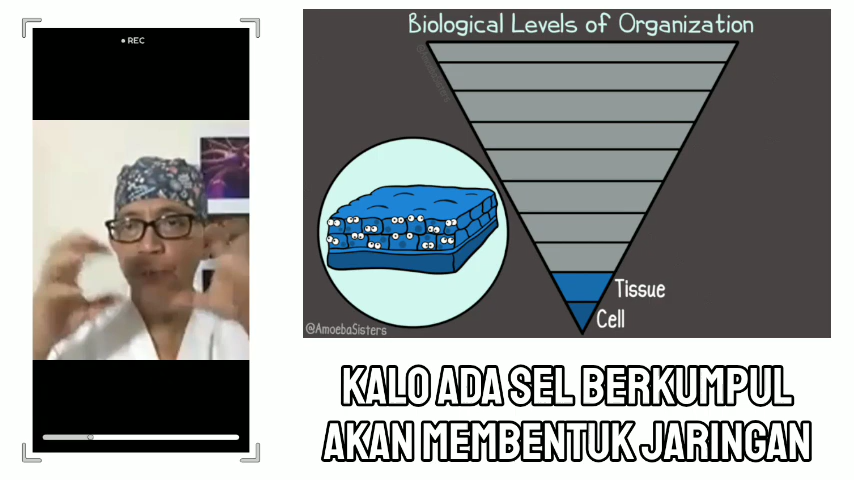 REC
Biological Levels of Organization
Tissue
Cell
@AmoebaSisters
KALO ADA SEL BERKUMPUL
AKAN MEMBENTUK JARINGAN